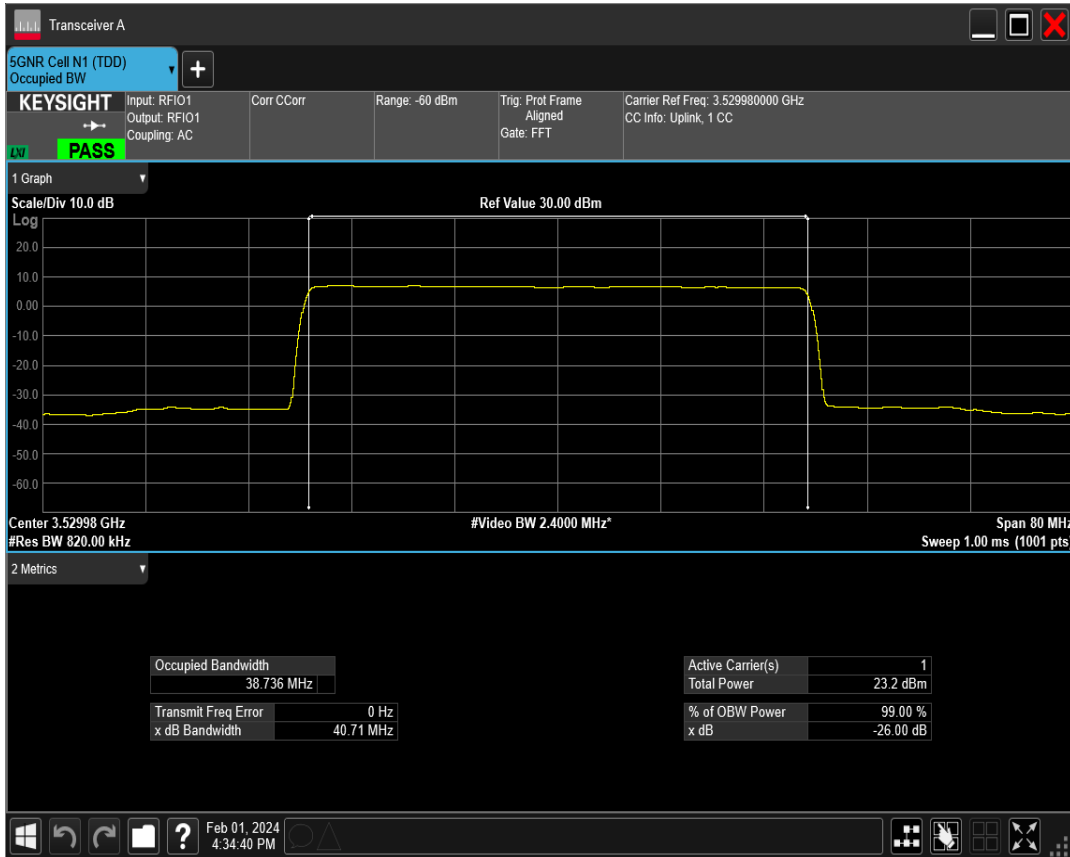 Transceiver A
5GNR Cell N1 (TDD)
Occupied BW
+
KEYSIGHT
LXI
PASS
Input: RFIO1
Output: RFIO1
Coupling: AC
Corr CCorr
Range: -60 dBm
Trig: Prot Frame
Aligned
Gate: FFT
Carrier Ref Freq: 3.529980000 GHz
CC Info: Uplink, 1 CC
1 Graph
Scale/Div 10.0 dB
Ref Value 30.00 dBm
Log
20.0
10.0
0.00
-10.0
-20.0
-30.0
-40.0
-50.0
-60.0
Center 3.52998 GHz
#Video BW 2.4000 MHz*
Span 80 MHz
#Res BW 820.00 kHz
Sweep 1.00 ms (1001 pts)
2 Metrics
Occupied Bandwidth
38.736 MHz
Transmit Freq Error 0 Hz
x dB Bandwidth 40.71 MHz
Active Carrier(s) 1
Total Power 23.2 dBm
% of OBW Power 99.00 %
x dB -26.00 dB
?
Feb 01, 2024
4:34:40 PM